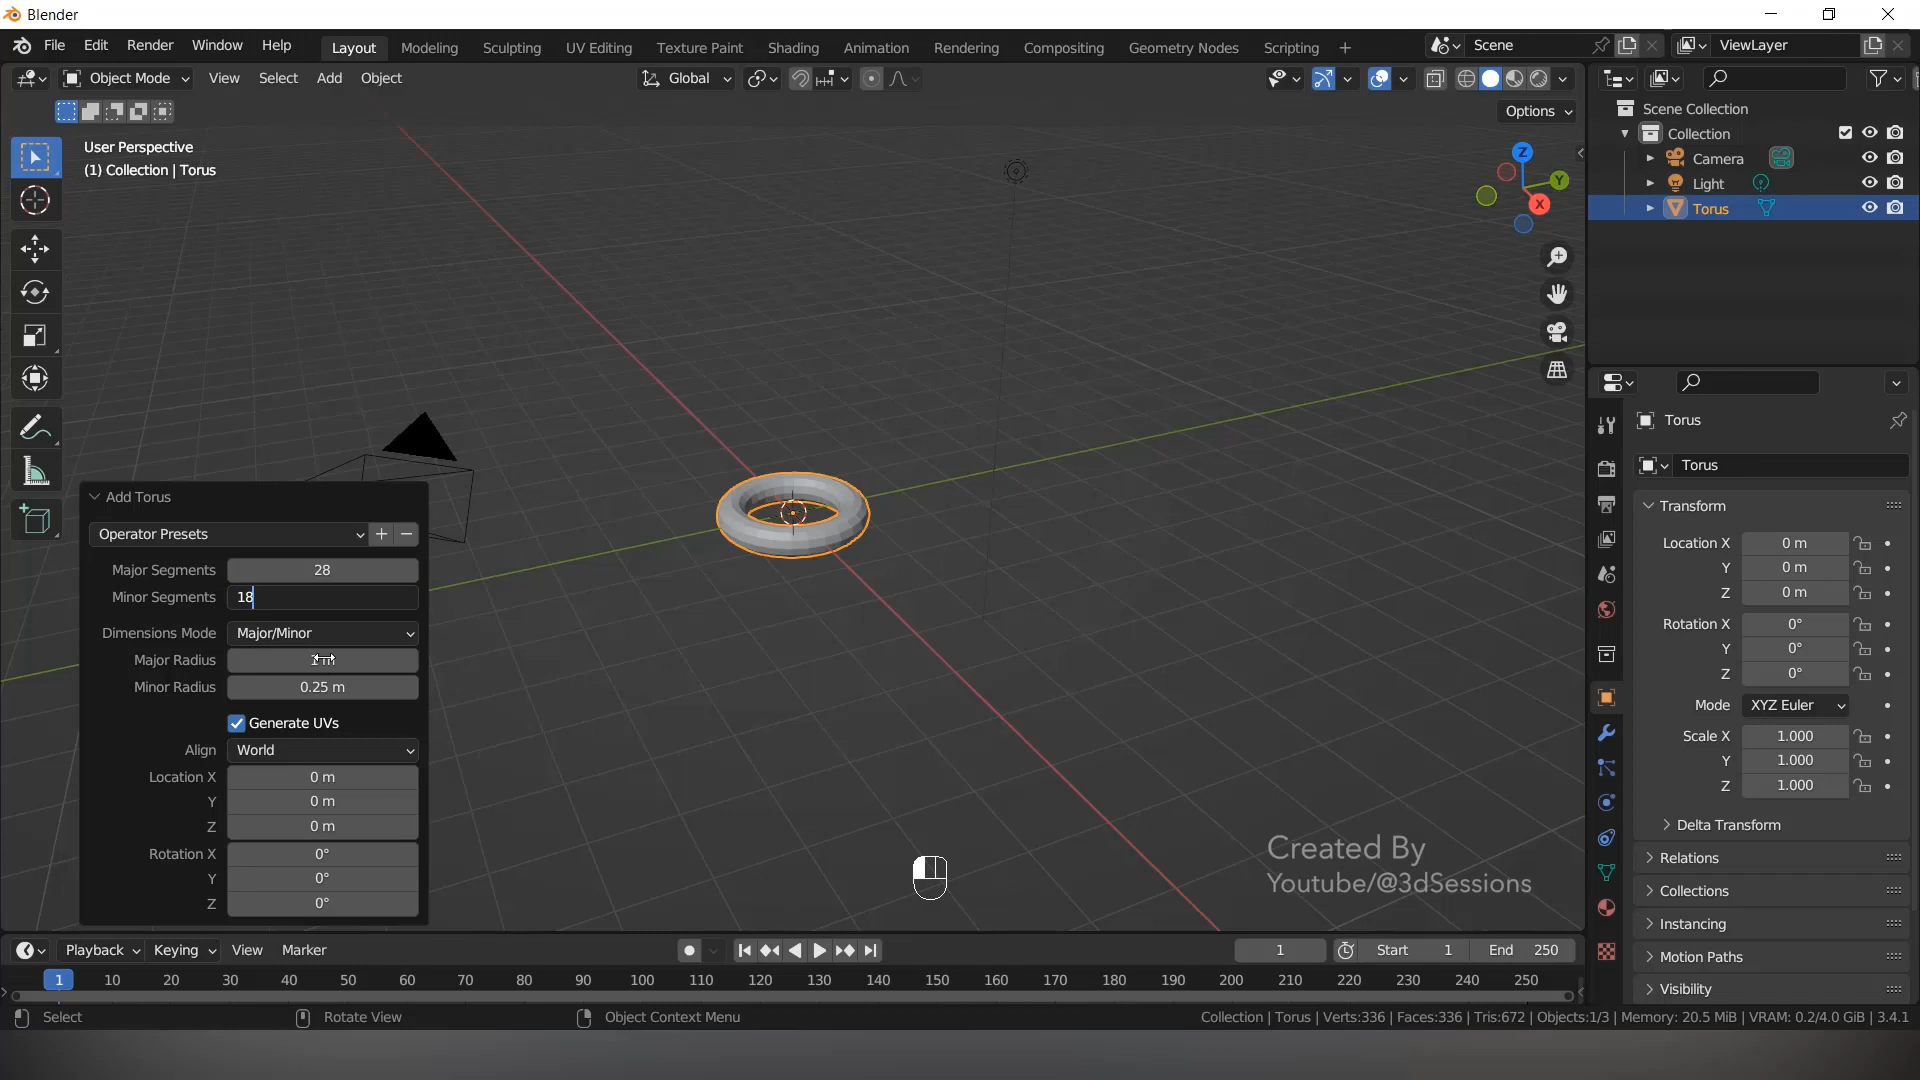 Blender
File Edit Render Window Help Layout Modeling Sculpting UV Editing Texture Paint Shading Animation Rendering Compositing Geometry Nodes Scripting + Scene ViewLayer
Object Mode View Select Add Object Global
Options
User Perspective
(1) Collection | Torus
Z
Y
X
Scene Collection
Collection
Camera
Light
Torus
Add Torus
Operator Presets
Major Segments 28
Minor Segments 18
Dimensions Mode Major/Minor
Major Radius 1 m
Minor Radius 0.25 m
Generate UVs
Align World
Location X 0 m
Y 0 m
Z 0 m
Rotation X 0°
Y 0°
Z 0°
Torus
Torus
Transform
Location X 0 m
Y 0 m
Z 0 m
Rotation X 0°
Y 0°
Z 0°
Mode XYZ Euler
Scale X 1.000
Y 1.000
Z 1.000
Delta Transform
Relations
Collections
Instancing
Motion Paths
Visibility
Created By
Youtube/@3dSessions
Playback Keying View Marker 1 Start 1 End 250
1 10 20 30 40 50 60 70 80 90 100 110 120 130 140 150 160 170 180 190 200 210 220 230 240 250
Select Rotate View Object Context Menu Collection | Torus | Verts:336 | Faces:336 | Tris:672 | Objects:1/3 | Memory: 20.5 MiB | VRAM: 0.2/4.0 GiB | 3.4.1